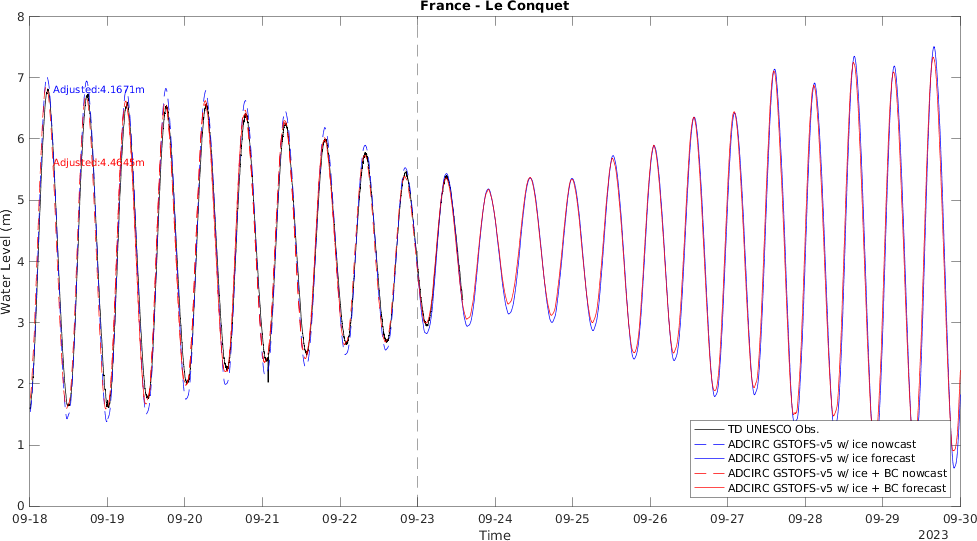 France - Le Conquet
8
7
6
5
4
3
2
1
0
Water Level (m)
Adjusted:4.1671m
Adjusted:4.4645m
TD UNESCO Obs.
ADCIRC GSTOFS-v5 w/ ice nowcast
ADCIRC GSTOFS-v5 w/ ice forecast
ADCIRC GSTOFS-v5 w/ ice + BC nowcast
ADCIRC GSTOFS-v5 w/ ice + BC forecast
09-18 09-19 09-20 09-21 09-22 09-23 09-24 09-25 09-26 09-27 09-28 09-29 09-30
Time 2023